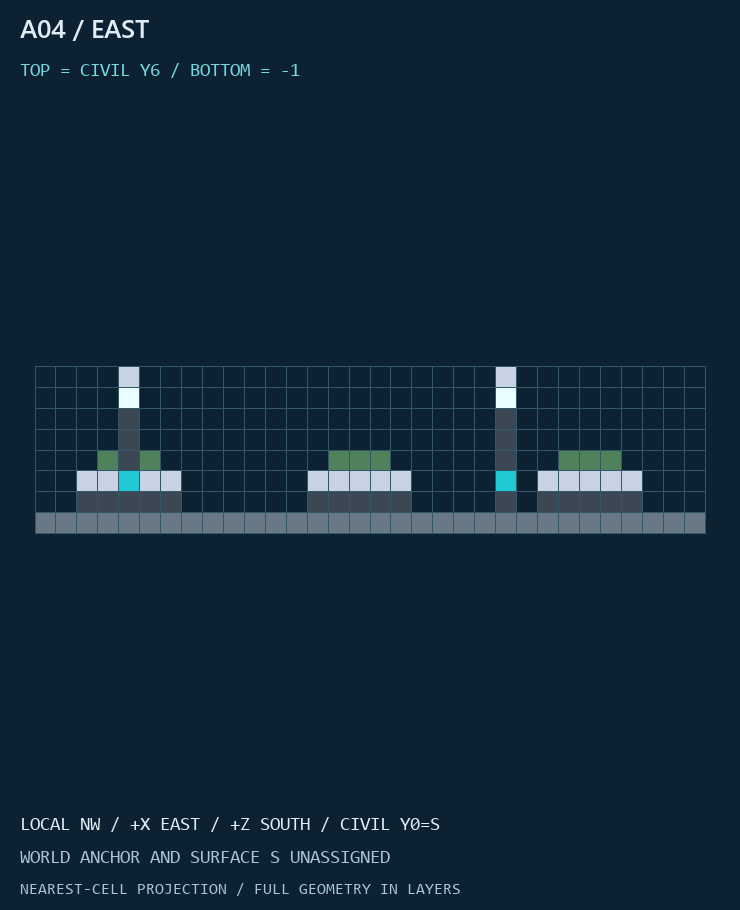 A04 / EAST
TOP = CIVIL Y6 / BOTTOM = -1
LOCAL NW / +X EAST / +Z SOUTH / CIVIL Y0=S
WORLD ANCHOR AND SURFACE S UNASSIGNED
NEAREST-CELL PROJECTION / FULL GEOMETRY IN LAYERS